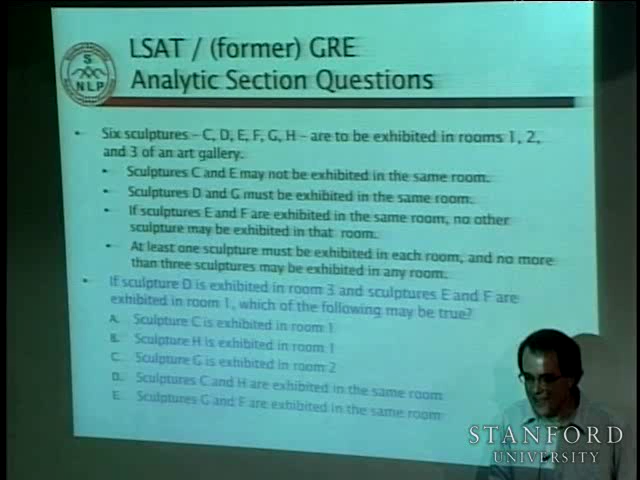 LSAT / (former) GRE
Analytic Section Questions
S
NLP
• Six sculptures – C, D, E, F, G, H – are to be exhibited in rooms 1, 2,
and 3 of an art gallery.
• Sculptures C and E may not be exhibited in the same room.
• Sculptures D and G must be exhibited in the same room.
• If sculptures E and F are exhibited in the same room, no other
sculpture may be exhibited in that room.
• At least one sculpture must be exhibited in each room, and no more
than three sculptures may be exhibited in any room.
• If sculpture D is exhibited in room 3 and sculptures E and F are
exhibited in room 1, which of the following may be true?
A. Sculpture C is exhibited in room 1
B. Sculpture H is exhibited in room 1
C. Sculpture G is exhibited in room 2
D. Sculptures C and H are exhibited in the same room
E. Sculptures G and F are exhibited in the same room
STANFORD
UNIVERSITY